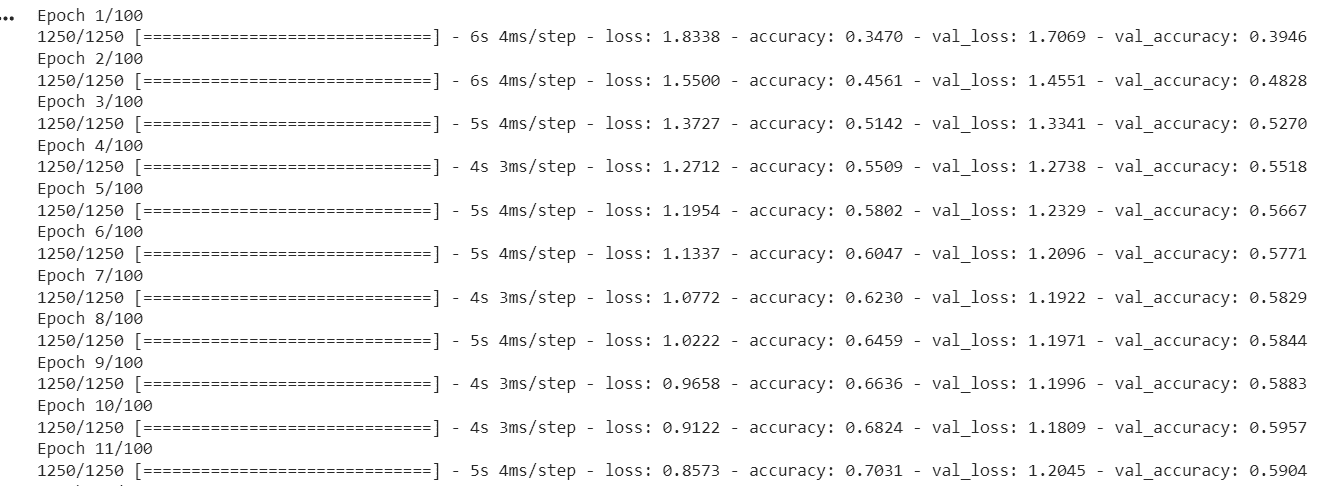 ... Epoch 1/100
1250/1250 [==============================] - 6s 4ms/step - loss: 1.8338 - accuracy: 0.3470 - val_loss: 1.7069 - val_accuracy: 0.3946
Epoch 2/100
1250/1250 [==============================] - 6s 4ms/step - loss: 1.5500 - accuracy: 0.4561 - val_loss: 1.4551 - val_accuracy: 0.4828
Epoch 3/100
1250/1250 [==============================] - 5s 4ms/step - loss: 1.3727 - accuracy: 0.5142 - val_loss: 1.3341 - val_accuracy: 0.5270
Epoch 4/100
1250/1250 [==============================] - 4s 3ms/step - loss: 1.2712 - accuracy: 0.5509 - val_loss: 1.2738 - val_accuracy: 0.5518
Epoch 5/100
1250/1250 [==============================] - 5s 4ms/step - loss: 1.1954 - accuracy: 0.5802 - val_loss: 1.2329 - val_accuracy: 0.5667
Epoch 6/100
1250/1250 [==============================] - 5s 4ms/step - loss: 1.1337 - accuracy: 0.6047 - val_loss: 1.2096 - val_accuracy: 0.5771
Epoch 7/100
1250/1250 [==============================] - 4s 3ms/step - loss: 1.0772 - accuracy: 0.6230 - val_loss: 1.1922 - val_accuracy: 0.5829
Epoch 8/100
1250/1250 [==============================] - 5s 4ms/step - loss: 1.0222 - accuracy: 0.6459 - val_loss: 1.1971 - val_accuracy: 0.5844
Epoch 9/100
1250/1250 [==============================] - 4s 3ms/step - loss: 0.9658 - accuracy: 0.6636 - val_loss: 1.1996 - val_accuracy: 0.5883
Epoch 10/100
1250/1250 [==============================] - 4s 3ms/step - loss: 0.9122 - accuracy: 0.6824 - val_loss: 1.1809 - val_accuracy: 0.5957
Epoch 11/100
1250/1250 [==============================] - 5s 4ms/step - loss: 0.8573 - accuracy: 0.7031 - val_loss: 1.2045 - val_accuracy: 0.5904